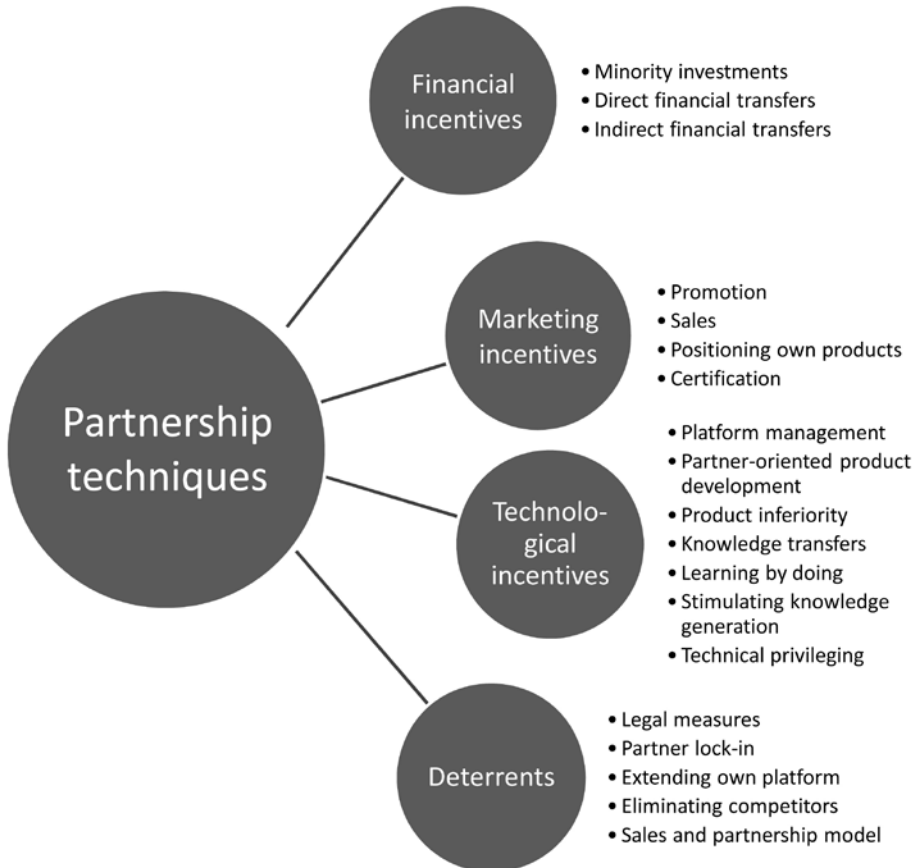 Financial
incentives
• Minority investments
• Direct financial transfers
• Indirect financial transfers
Partnership
techniques
Marketing
incentives
• Promotion
• Sales
• Positioning own products
• Certification
Technolo-
gical
incentives
• Platform management
• Partner-oriented product
development
• Product inferiority
• Knowledge transfers
• Learning by doing
• Stimulating knowledge
generation
• Technical privileging
Deterrents
• Legal measures
• Partner lock-in
• Extending own platform
• Eliminating competitors
• Sales and partnership model